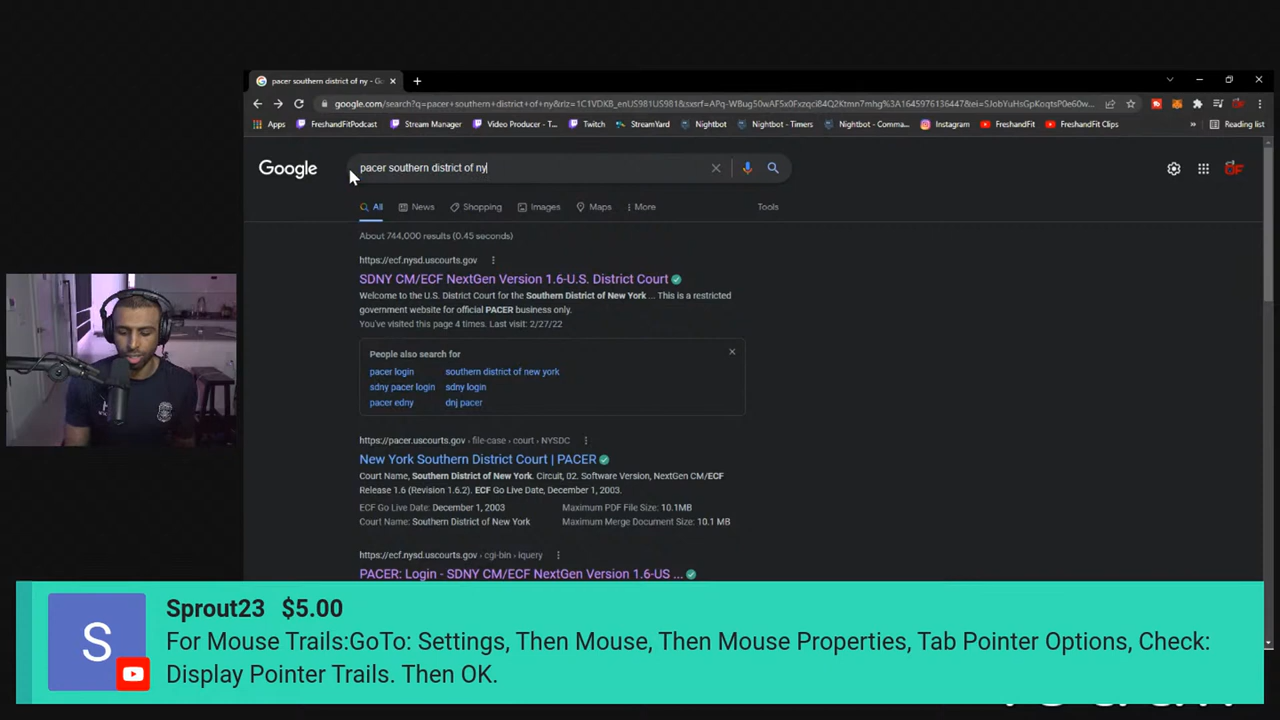 pacer southern district of ny - Go
google.com/search?q=pacer+southern+district+of+ny&rlz=1C1VDKB_enUS981US981&sxsrf=
Apps FreshandFitPodcast Stream Manager Video Producer - T... Twitch StreamYard Nightbot Nightbot - Timers Nightbot - Comma... Instagram FreshandFit FreshandFit Clips » Reading list
Google pacer southern district of ny
All News Shopping Images Maps More Tools
About 744,000 results (0.45 seconds)
https://ecf.nysd.uscourts.gov
SDNY CM/ECF NextGen Version 1.6-U.S. District Court
Welcome to the U.S. District Court for the Southern District of New York ... This is a restricted
government website for official PACER business only.
You've visited this page 4 times. Last visit: 2/27/22
People also search for
pacer login southern district of new york
sdny pacer login sdny login
pacer edny dnj pacer
https://pacer.uscourts.gov › file-case › court › NYSDC
New York Southern District Court | PACER
Court Name, Southern District of New York. Circuit, 02. Software Version, NextGen CM/ECF
Release 1.6 (Revision 1.6.2). ECF Go Live Date, December 1, 2003.
ECF Go Live Date: December 1, 2003 Maximum PDF File Size: 10.1MB
Court Name: Southern District of New York Maximum Merge Document Size: 10.1 MB
https://ecf.nysd.uscourts.gov › cgi-bin › iquery
PACER: Login - SDNY CM/ECF NextGen Version 1.6-US ...
S
Sprout23 $5.00
For Mouse Trails:GoTo: Settings, Then Mouse, Then Mouse Properties, Tab Pointer Options, Check:
Display Pointer Trails. Then OK.